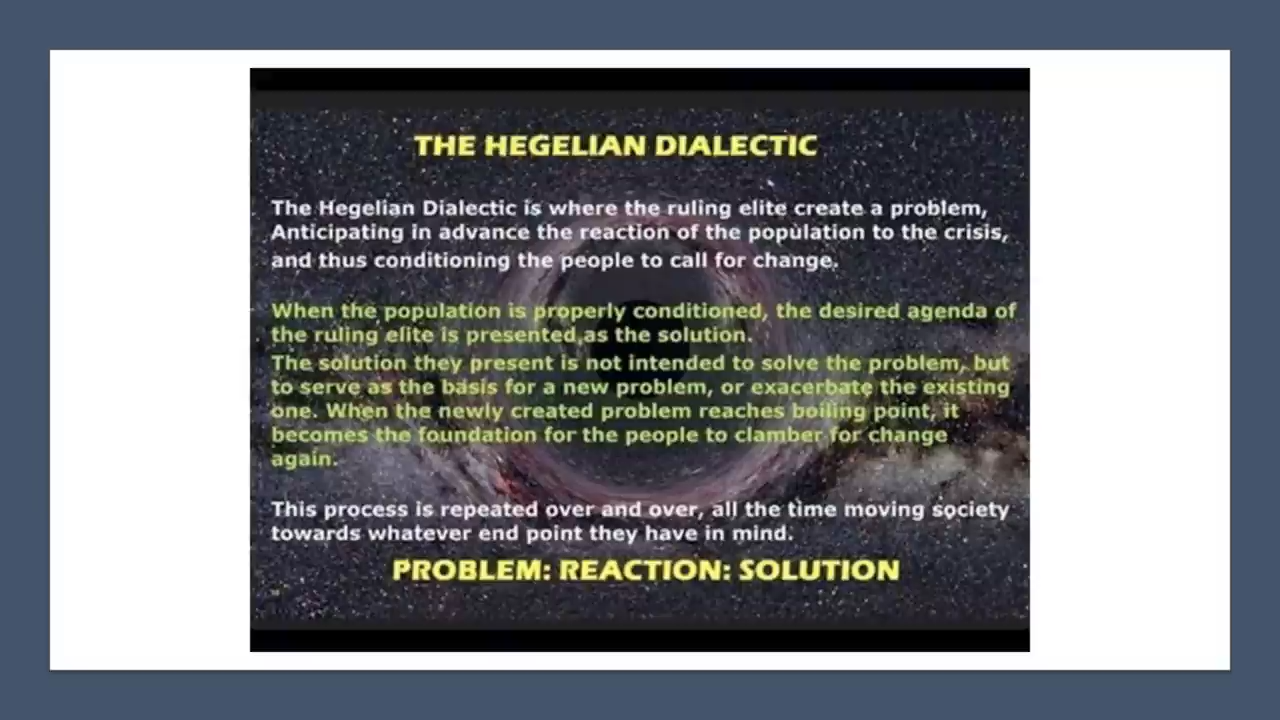 THE HEGELIAN DIALECTIC
The Hegelian Dialectic is where the ruling elite create a problem,
Anticipating in advance the reaction of the population to the crisis,
and thus conditioning the people to call for change.
When the population is properly conditioned, the desired agenda of
the ruling elite is presented as the solution.
The solution they present is not intended to solve the problem, but
to serve as the basis for a new problem, or exacerbate the existing
one. When the newly created problem reaches boiling point, it
becomes the foundation for the people to clamber for change
again.
This process is repeated over and over, all the time moving society
towards whatever end point they have in mind.
PROBLEM: REACTION: SOLUTION